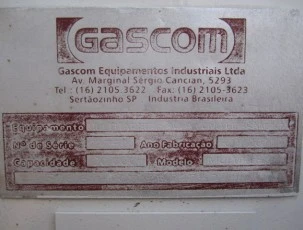 Gascom
Gascom Equipamentos Industriais Ltda
Av. Marginal Sérgio Cancian, 5293
Tel: (16) 2105.3622 Fax: (16) 2105-3623
Sertãozinho SP Industria Brasileira
Equipamento
Nº de Série Ano Fabricação
Capacidade Modelo